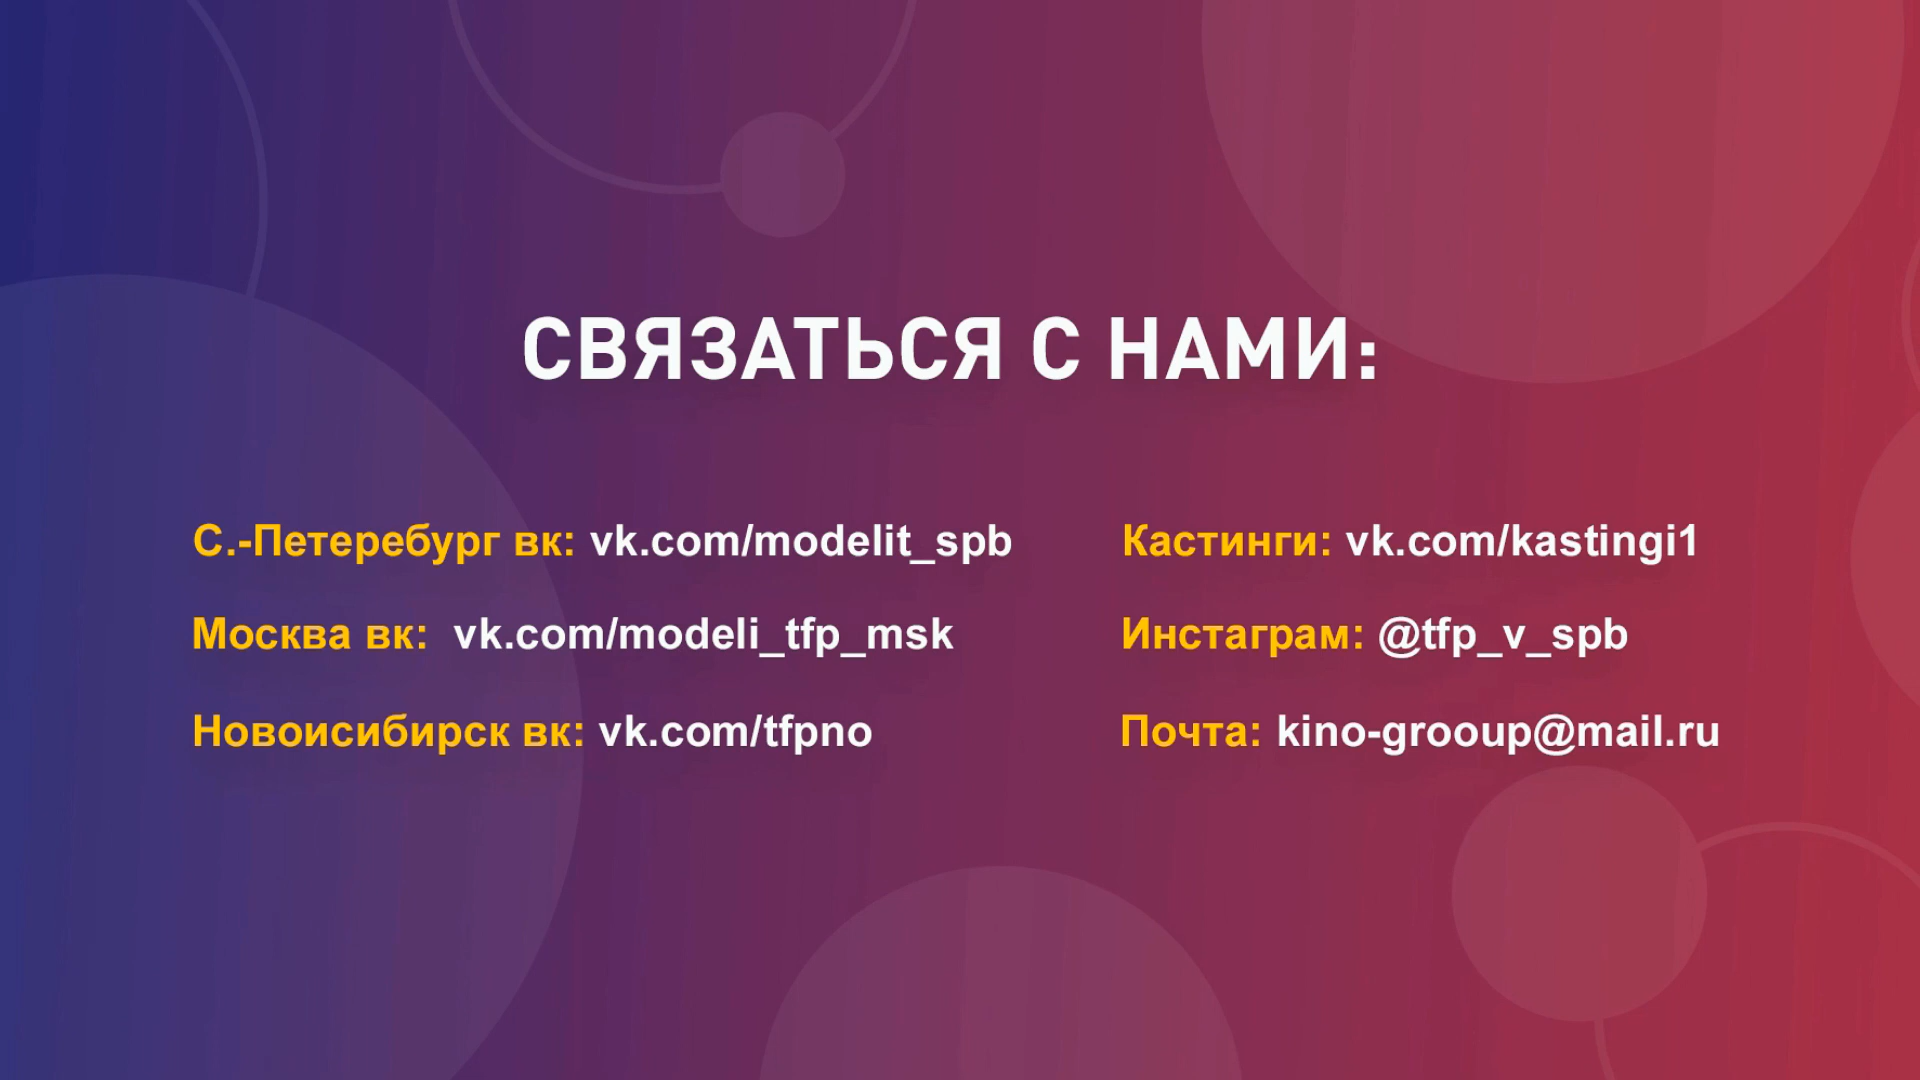 СВЯЗАТЬСЯ С НАМИ:
С.-Петеребург вк: vk.com/modelit_spb
Москва вк: vk.com/modeli_tfp_msk
Новоисибирск вк: vk.com/tfpno
Кастинги: vk.com/kastingi1
Инстаграм: @tfp_v_spb
Почта: kino-grooup@mail.ru